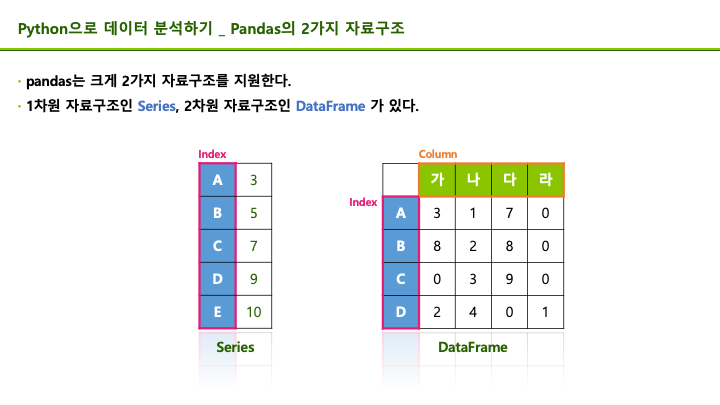 Python으로 데이터 분석하기 _ Pandas의 2가지 자료구조
· pandas는 크게 2가지 자료구조를 지원한다.
· 1차원 자료구조인 Series, 2차원 자료구조인 DataFrame 가 있다.
Index
A 3
B 5
C 7
D 9
E 10
Series
Column
가 나 다 라
Index
A 3 1 7 0
B 8 2 8 0
C 0 3 9 0
D 2 4 0 1
DataFrame